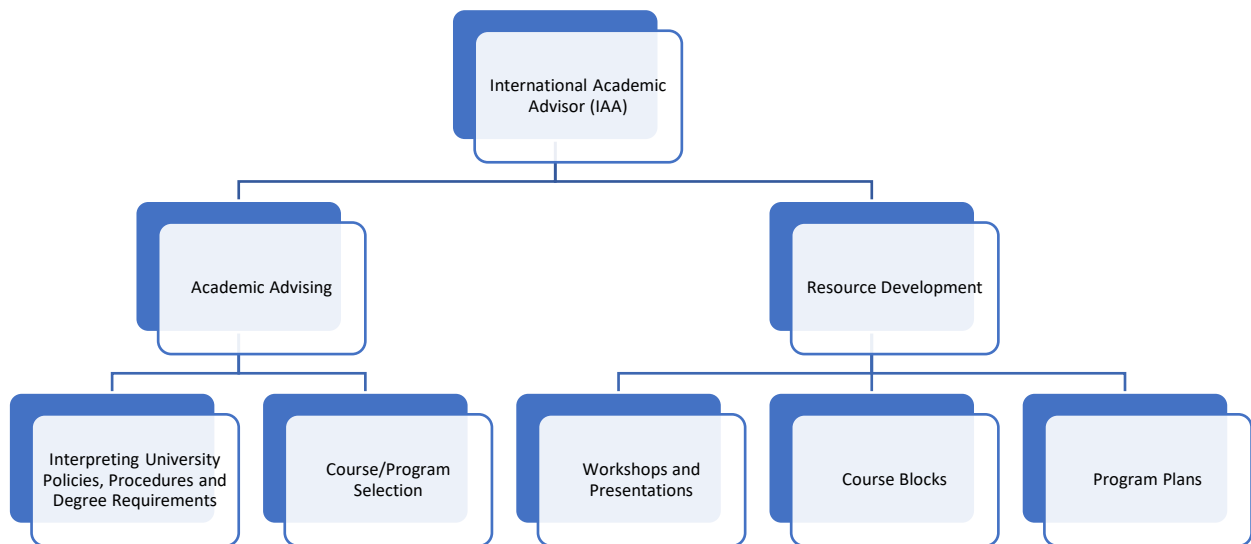 International Academic
Advisor (IAA)
Academic Advising
Resource Development
Interpreting University
Policies, Procedures and
Degree Requirements
Course/Program
Selection
Workshops and
Presentations
Course Blocks
Program Plans